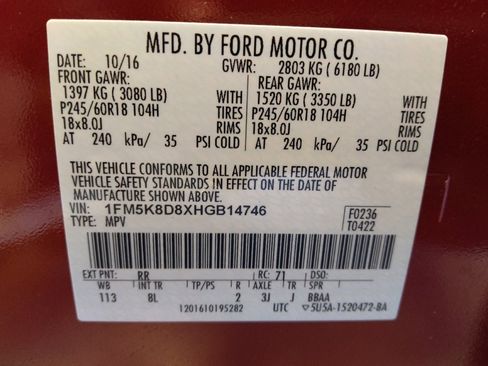 MFD. BY FORD MOTOR CO.
DATE: 10/16 GVWR: 2803 KG ( 6180 LB)
FRONT GAWR: REAR GAWR:
1397 KG ( 3080 LB) WITH 1520 KG ( 3350 LB) WITH
P245/60R18 104H TIRES P245/60R18 104H TIRES
18x8.0J RIMS 18x8.0J RIMS
AT 240 kPa/ 35 PSI COLD AT 240 kPa/ 35 PSI COLD
THIS VEHICLE CONFORMS TO ALL APPLICABLE FEDERAL MOTOR
VEHICLE SAFETY STANDARDS IN EFFECT ON THE DATE OF
MANUFACTURE SHOWN ABOVE.
VIN: 1FM5K8D8XHGB14746 F0236
TYPE: MPV T0422
EXT PNT: RR RC: 71 DSO:
WB INT TR TP/PS R AXLE TR SPR
113 8L 2 3J J BBAA
1201610195282 UTC ▽5U5A-1520472-BA